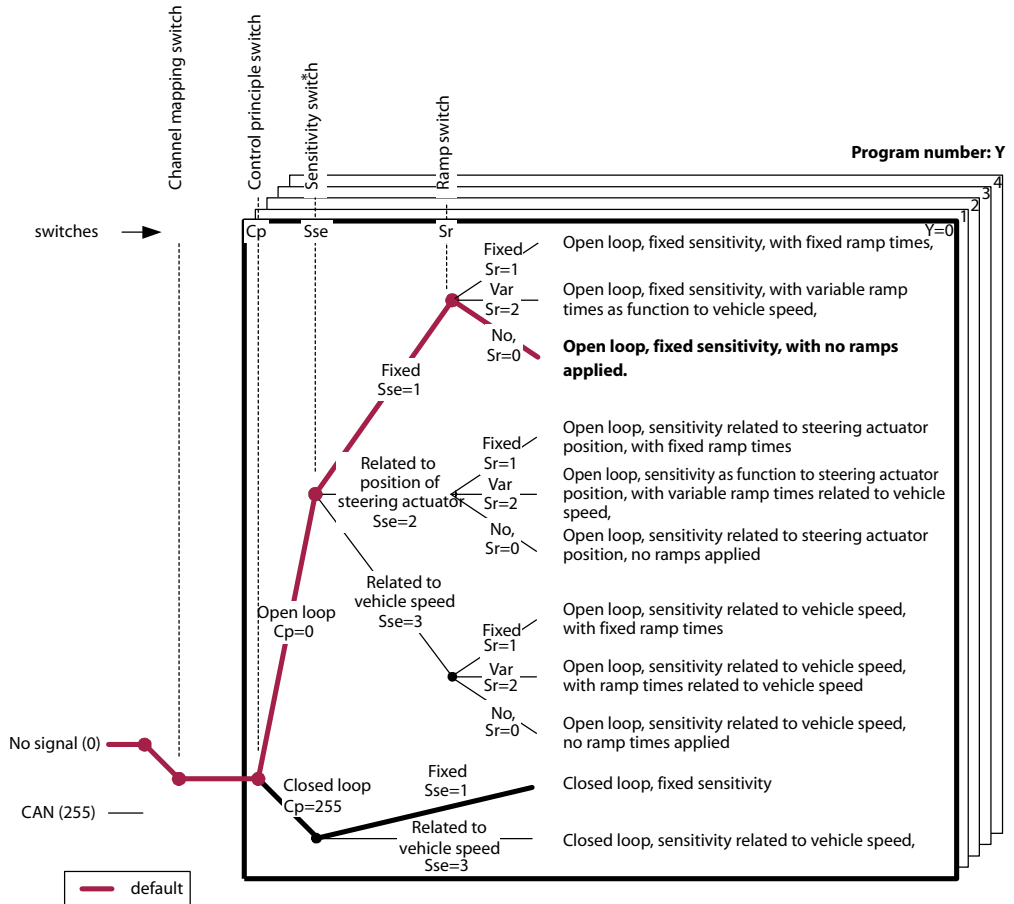 Channel mapping switch
Control principle switch
Sensitivity switch*
Ramp switch
Program number: Y
4
3
2
1
switches
Cp
Sse
Sr
Y=0
Fixed
Sr=1
Open loop, fixed sensitivity, with fixed ramp times,
Var
Sr=2
Open loop, fixed sensitivity, with variable ramp
times as function to vehicle speed,
No,
Sr=0
Open loop, fixed sensitivity, with no ramps
applied.
Fixed
Sse=1
Fixed
Sr=1
Open loop, sensitivity related to steering actuator
position, with fixed ramp times
Related to
position of
steering actuator
Sse=2
Var
Sr=2
Open loop, sensitivity as function to steering actuator
position, with variable ramp times related to vehicle
speed,
No,
Sr=0
Open loop, sensitivity related to steering actuator
position, no ramps applied
Related to
vehicle speed
Sse=3
Open loop
Cp=0
Fixed
Sr=1
Open loop, sensitivity related to vehicle speed,
with fixed ramp times
Var
Sr=2
Open loop, sensitivity related to vehicle speed,
with ramp times related to vehicle speed
No,
Sr=0
Open loop, sensitivity related to vehicle speed,
no ramp times applied
No signal (0)
CAN (255)
Closed loop
Cp=255
Fixed
Sse=1
Closed loop, fixed sensitivity
Related to
vehicle speed
Sse=3
Closed loop, sensitivity related to vehicle speed,
default